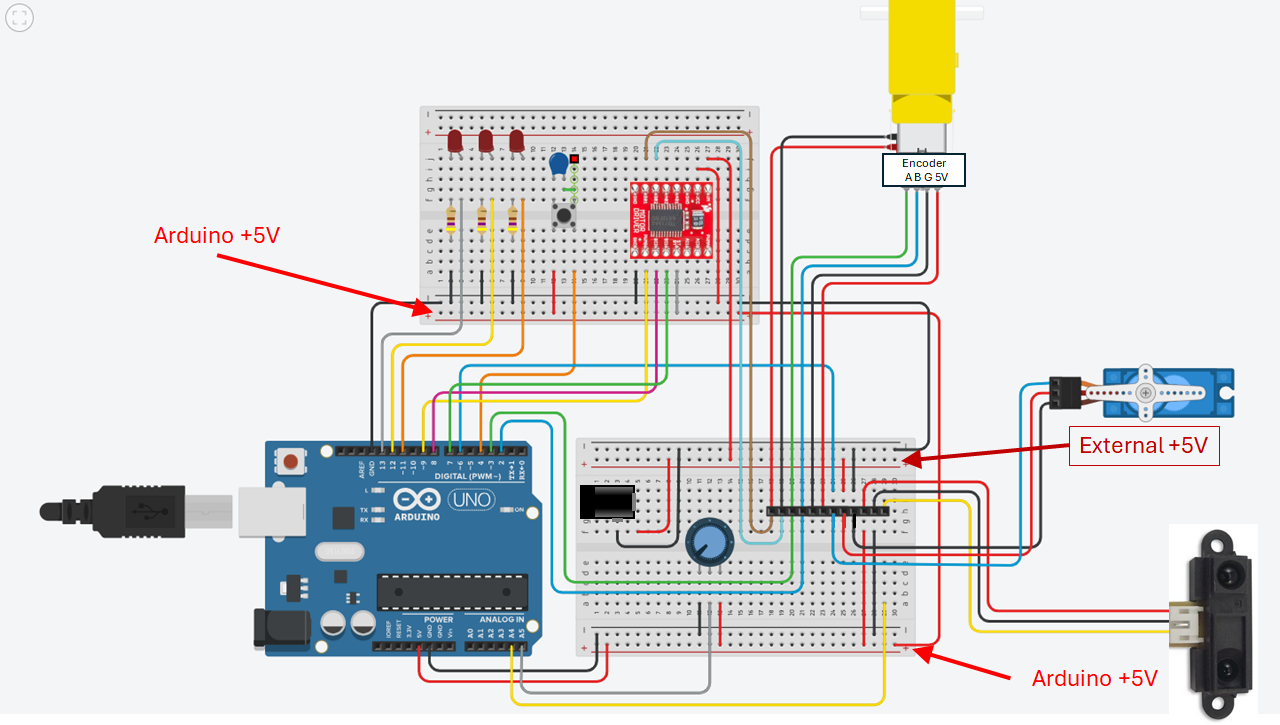 Encoder
A B G 5V
Arduino +5V
External +5V
AREF
GND
13
12
~11
~10
~9
8
7
~6
~5
4
~3
2
TX→1
RX←0
DIGITAL (PWM~)
L
TX
RX
UNO
ON
ARDUINO
MOTOR
DRIVER
POWER
ANALOG IN
IOREF
RESET
3.3V
5V
GND
GND
Vin
A0
A1
A2
A3
A4
A5
Arduino +5V